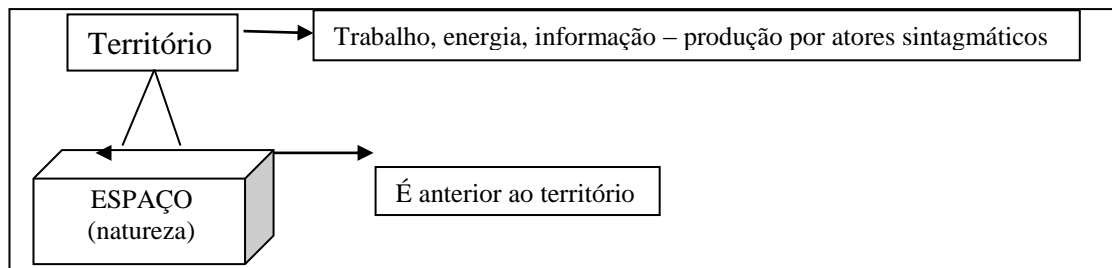 Território
Trabalho, energia, informação – produção por atores sintagmáticos
ESPAÇO
(natureza)
É anterior ao território